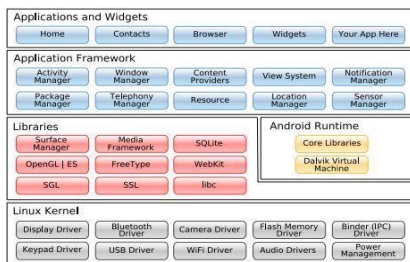 Applications and Widgets
Home Contacts Browser Widgets Your App Here
Application Framework
Activity Manager Window Manager Content Providers View System Notification Manager
Package Manager Telephony Manager Resource Location Manager Sensor Manager
Libraries
Surface Manager Media Framework SQLite
OpenGL | ES FreeType WebKit
SGL SSL libc
Android Runtime
Core Libraries
Dalvik Virtual Machine
Linux Kernel
Display Driver Bluetooth Driver Camera Driver Flash Memory Driver Binder (IPC) Driver
Keypad Driver USB Driver WiFi Driver Audio Drivers Power Management